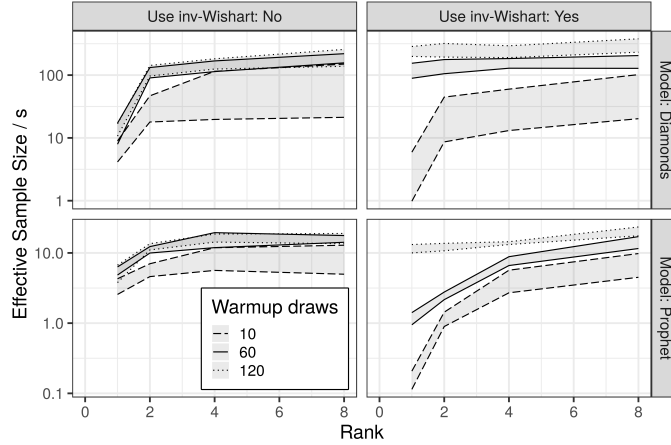 Use inv-Wishart: No
Use inv-Wishart: Yes
Effective Sample Size / s
100
10
1
Model: Diamonds
10.0
1.0
0.1
Model: Prophet
Warmup draws
10
60
120
0 2 4 6 8
0 2 4 6 8
Rank